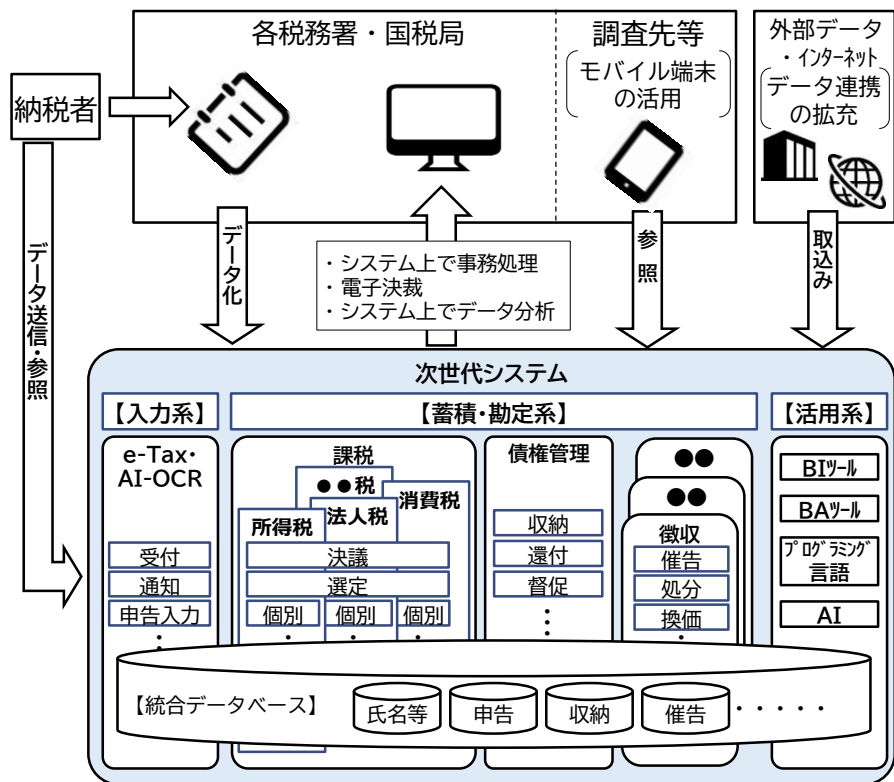 各税務署・国税局
調査先等
モバイル端末
の活用
外部データ
・インターネット
データ連携
の拡充
納税者
データ送信・参照
データ化
・システム上で事務処理
・電子決裁
・システム上でデータ分析
参照
取込み
次世代システム
【入力系】
【蓄積・勘定系】
【活用系】
e-Tax・
AI-OCR
受付
通知
申告入力
・
・
課税
●●税
消費税
法人税
所得税
決議
選定
個別
個別
個別
・
・
・
債権管理
収納
還付
督促
・
・
・
●●
●●
徴収
催告
処分
換価
・
BIツール
BAツール
プログラミング
言語
AI
・
・
・
【統合データベース】
氏名等
申告
収納
催告
・・・・・